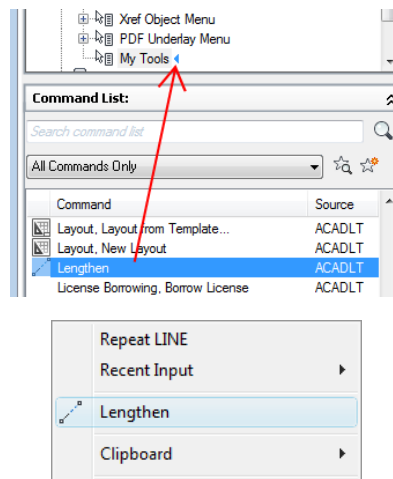 Xref Object Menu
PDF Underlay Menu
My Tools
Command List:
Search command list
All Commands Only
Command Source
Layout, Layout from Template... ACADLT
Layout, New Layout ACADLT
Lengthen ACADLT
License Borrowing, Borrow License ACADLT
Repeat LINE
Recent Input
Lengthen
Clipboard